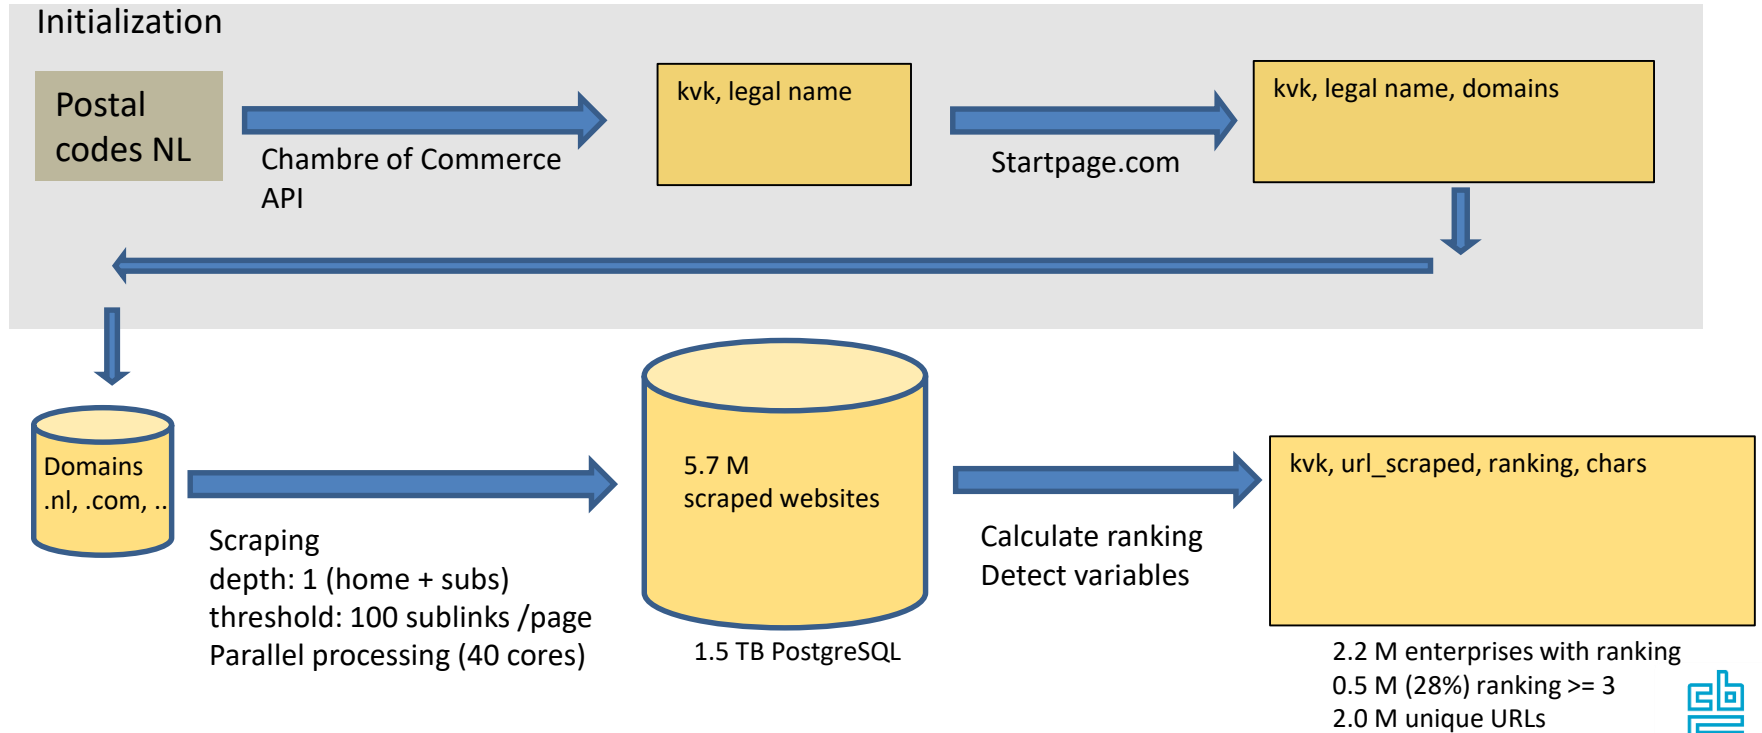 Initialization
Postal
codes NL
Chambre of Commerce
API
kvk, legal name
Startpage.com
kvk, legal name, domains
Domains
.nl, .com, ..
Scraping
depth: 1 (home + subs)
threshold: 100 sublinks /page
Parallel processing (40 cores)
5.7 M
scraped websites
1.5 TB PostgreSQL
Calculate ranking
Detect variables
kvk, url_scraped, ranking, chars
2.2 M enterprises with ranking
0.5 M (28%) ranking >= 3
2.0 M unique URLs
cb